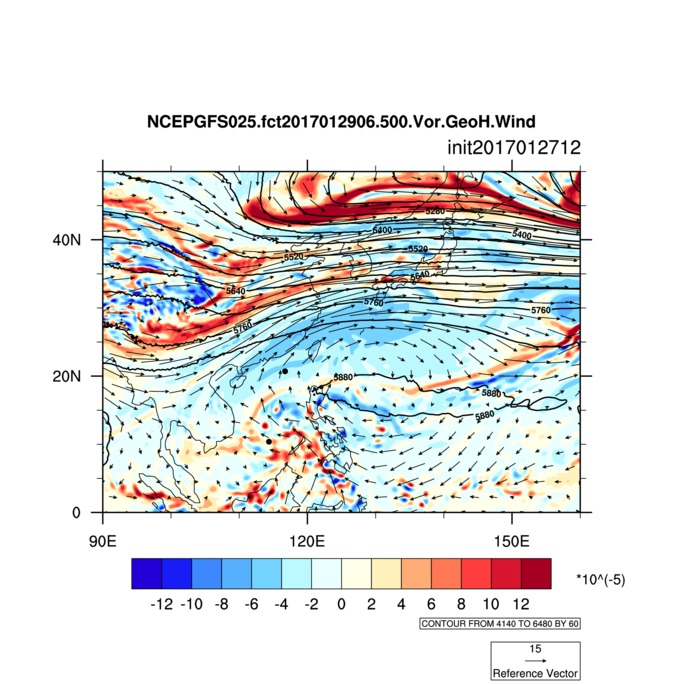 NCEPGFS025.fct2017012906.500.Vor.GeoH.Wind
init2017012712
5280
5400
5400
40N
5520
5520
5640
5640
5760
5760
5760
20N
5880
5880
5880
0
90E 120E 150E
-12 -10 -8 -6 -4 -2 0 2 4 6 8 10 12
*10^(-5)
CONTOUR FROM 4140 TO 6480 BY 60
15
Reference Vector